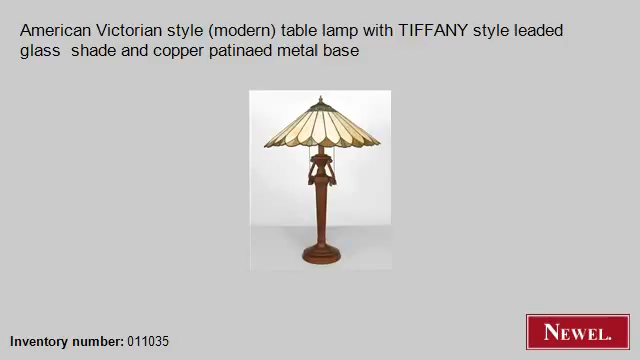 American Victorian style (modern) table lamp with TIFFANY style leaded
glass  shade and copper patinaed metal base
Inventory number: 011035
NEWEL.